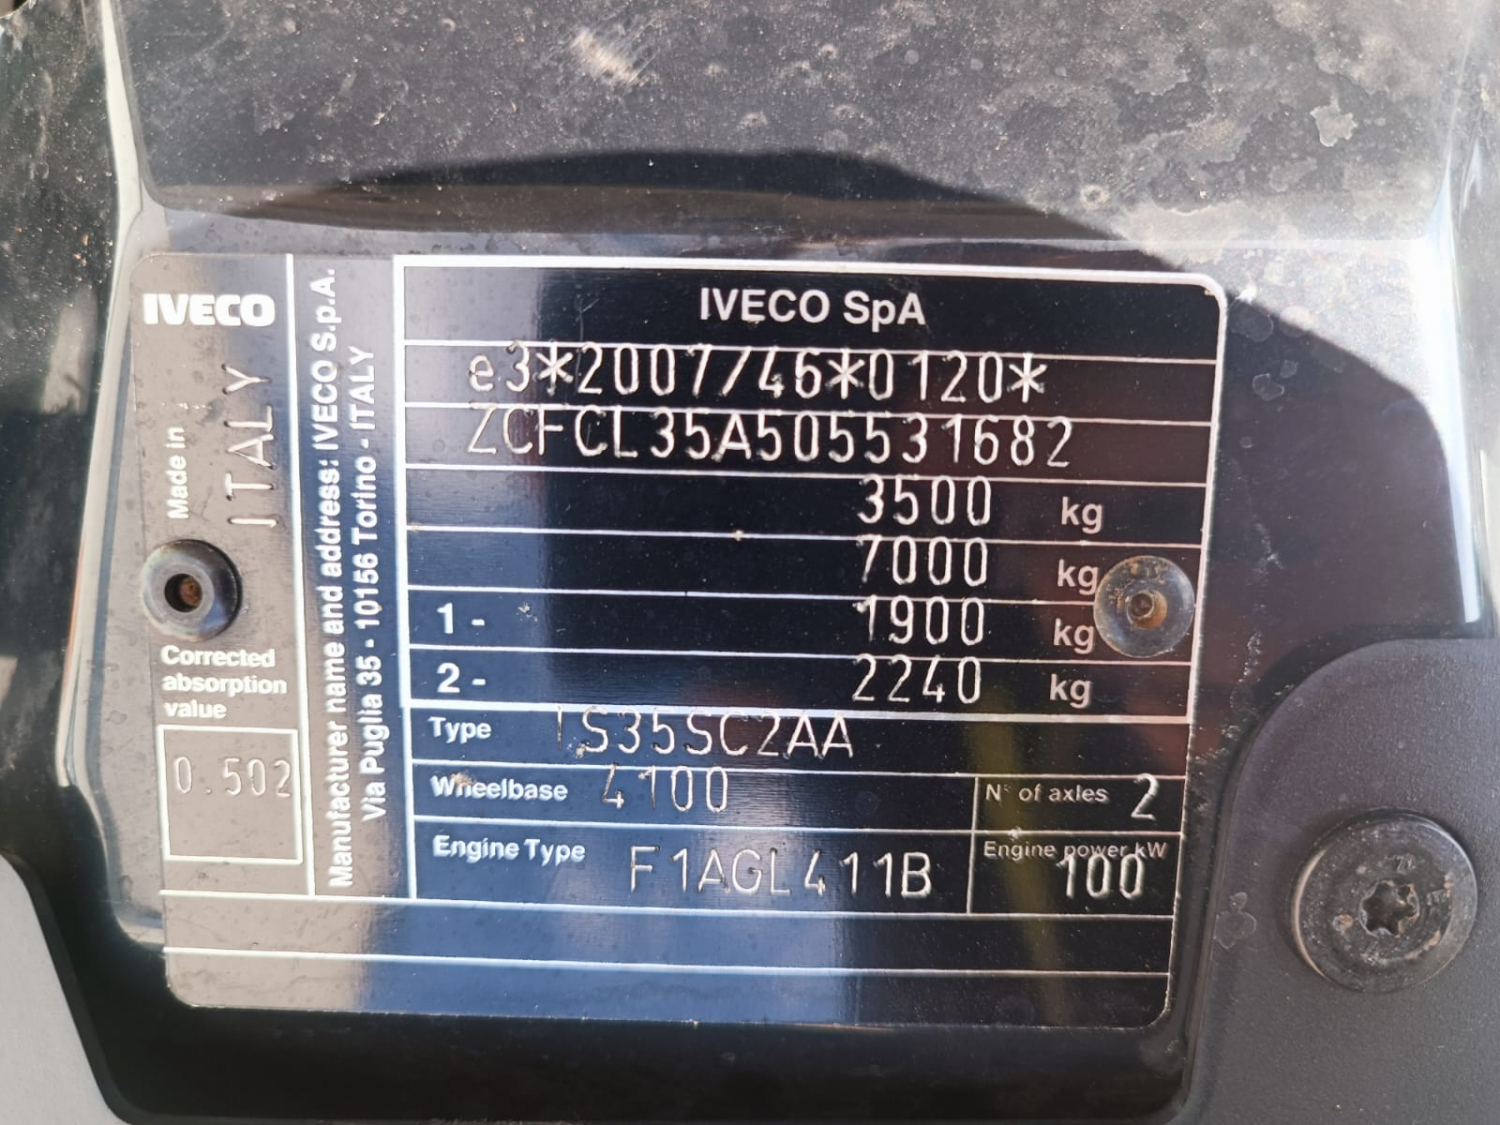 IVECO
Made in ITALY
Corrected
absorption
value
0.502
Manufacturer name and address: IVECO S.p.A.
Via Puglia 35 - 10156 Torino - ITALY
IVECO SpA
e3*2007/46*0120*
ZCFCL35A505531682
3500 kg
7000 kg
1- 1900 kg
2- 2240 kg
Type IS35SC2AA
Wheelbase 4100
N° of axles 2
Engine Type F1AGL411B
Engine power kW
100